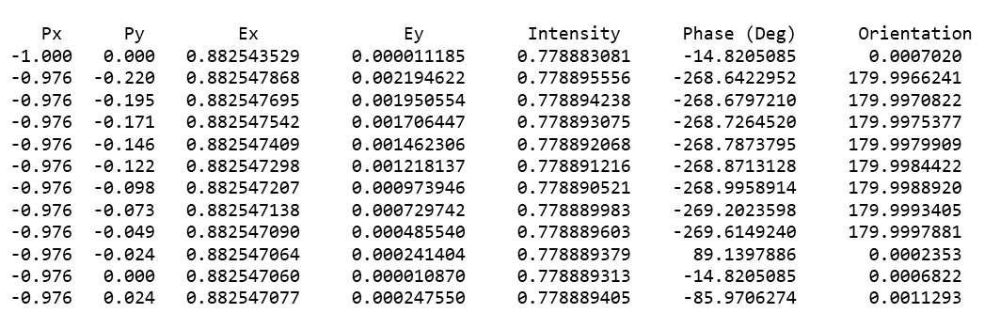 Px Py Ex Ey Intensity Phase (Deg) Orientation
-1.000 0.000 0.882543529 0.000011185 0.778883081 -14.8205085 0.0007020
-0.976 -0.220 0.882547868 0.002194622 0.778895556 -268.6422952 179.9966241
-0.976 -0.195 0.882547695 0.001950554 0.778894238 -268.6797210 179.9970822
-0.976 -0.171 0.882547542 0.001706447 0.778893075 -268.7264520 179.9975377
-0.976 -0.146 0.882547409 0.001462306 0.778892068 -268.7873795 179.9979909
-0.976 -0.122 0.882547298 0.001218137 0.778891216 -268.8713128 179.9984422
-0.976 -0.098 0.882547207 0.000973946 0.778890521 -268.9958914 179.9988920
-0.976 -0.073 0.882547138 0.000729742 0.778889983 -269.2023598 179.9993405
-0.976 -0.049 0.882547090 0.000485540 0.778889603 -269.6149240 179.9997881
-0.976 -0.024 0.882547064 0.000241404 0.778889379 89.1397886 0.0002353
-0.976 0.000 0.882547060 0.000010870 0.778889313 -14.8205085 0.0006822
-0.976 0.024 0.882547077 0.000247550 0.778889405 -85.9706274 0.0011293